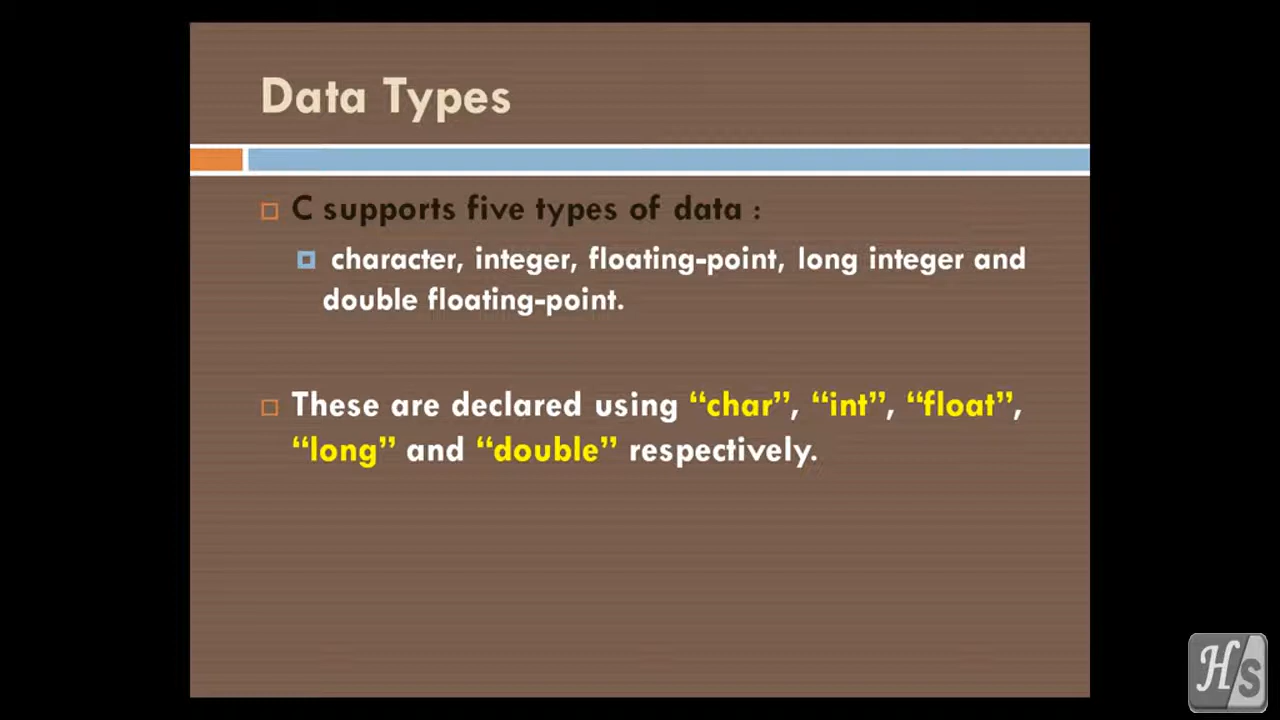 Data Types
C supports five types of data :
character, integer, floating-point, long integer and
double floating-point.
These are declared using “char”, “int”, “float”,
“long” and “double” respectively.
HS